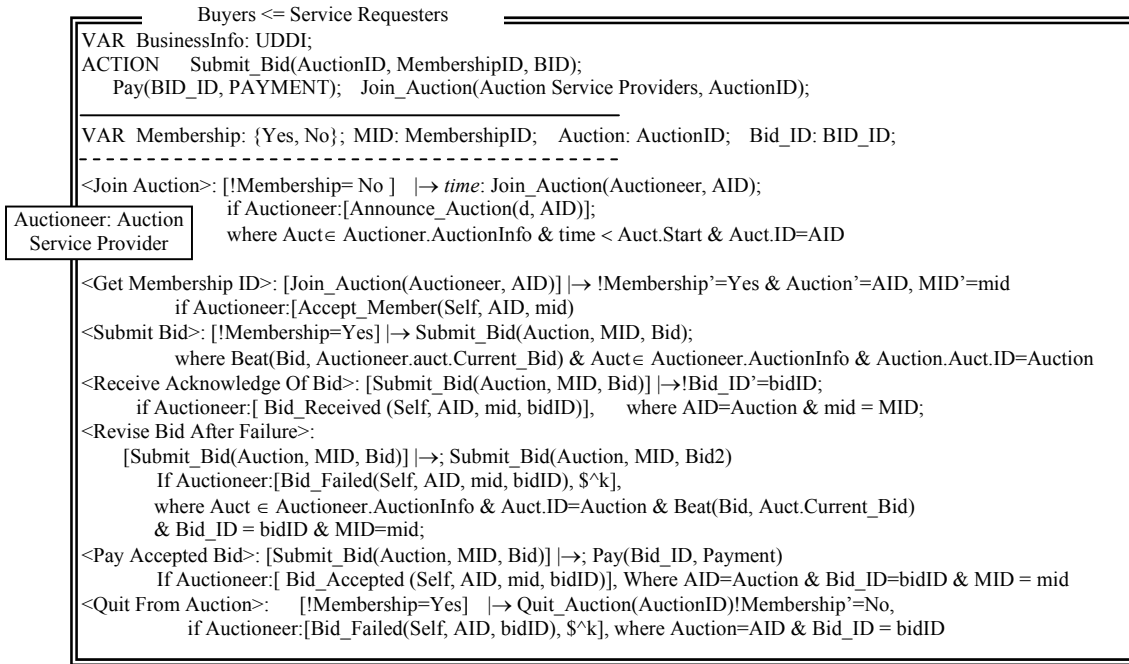 Buyers <= Service Requesters
VAR BusinessInfo: UDDI;
ACTION Submit_Bid(AuctionID, MembershipID, BID);
Pay(BID_ID, PAYMENT); Join_Auction(Auction Service Providers, AuctionID);
VAR Membership: {Yes, No}; MID: MembershipID; Auction: AuctionID; Bid_ID: BID_ID;
<Join Auction>: [!Membership= No ] |→ time: Join_Auction(Auctioneer, AID);
if Auctioneer:[Announce_Auction(d, AID)];
where Auct∈ Auctioner.AuctionInfo & time < Auct.Start & Auct.ID=AID
Auctioneer: Auction
Service Provider
<Get Membership ID>: [Join_Auction(Auctioneer, AID)] |→ !Membership’=Yes & Auction’=AID, MID’=mid
if Auctioneer:[Accept_Member(Self, AID, mid)
<Submit Bid>: [!Membership=Yes] |→ Submit_Bid(Auction, MID, Bid);
where Beat(Bid, Auctioneer.auct.Current_Bid) & Auct∈ Auctioneer.AuctionInfo & Auction.Auct.ID=Auction
<Receive Acknowledge Of Bid>: [Submit_Bid(Auction, MID, Bid)] |→!Bid_ID’=bidID;
if Auctioneer:[ Bid_Received (Self, AID, mid, bidID)], where AID=Auction & mid = MID;
<Revise Bid After Failure>:
[Submit_Bid(Auction, MID, Bid)] |→; Submit_Bid(Auction, MID, Bid2)
If Auctioneer:[Bid_Failed(Self, AID, mid, bidID), $^k],
where Auct ∈ Auctioneer.AuctionInfo & Auct.ID=Auction & Beat(Bid, Auct.Current_Bid)
& Bid_ID = bidID & MID=mid;
<Pay Accepted Bid>: [Submit_Bid(Auction, MID, Bid)] |→; Pay(Bid_ID, Payment)
If Auctioneer:[ Bid_Accepted (Self, AID, mid, bidID)], Where AID=Auction & Bid_ID=bidID & MID = mid
<Quit From Auction>: [!Membership=Yes] |→ Quit_Auction(AuctionID)!Membership’=No,
if Auctioneer:[Bid_Failed(Self, AID, bidID), $^k], where Auction=AID & Bid_ID = bidID